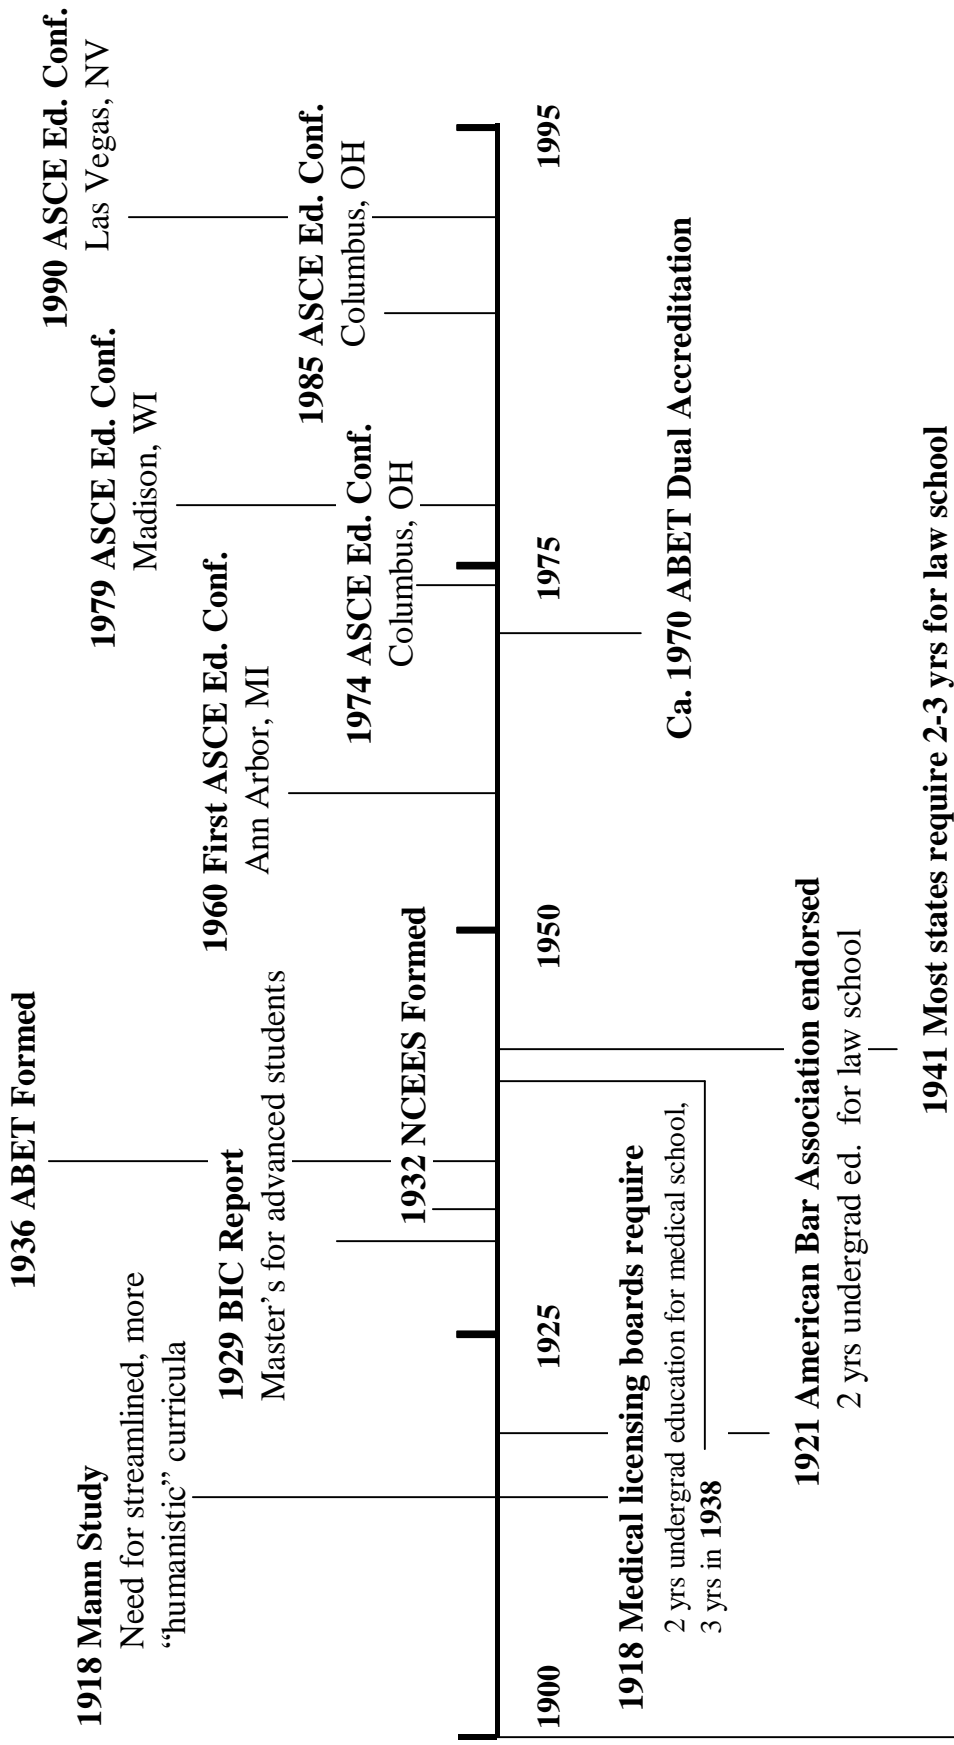 1936 ABET Formed
1990 ASCE Ed. Conf.
Las Vegas, NV
1918 Mann Study
Need for streamlined, more
“humanistic” curricula
1979 ASCE Ed. Conf.
Madison, WI
1929 BIC Report
Master’s for advanced students
1960 First ASCE Ed. Conf.
Ann Arbor, MI
1985 ASCE Ed. Conf.
Columbus, OH
1974 ASCE Ed. Conf.
Columbus, OH
1932 NCEES Formed
1900
1925
1950
1975
1995
1918 Medical licensing boards require
2 yrs undergrad education for medical school,
3 yrs in 1938
Ca. 1970 ABET Dual Accreditation
1921 American Bar Association endorsed
2 yrs undergrad ed. for law school
1941 Most states require 2-3 yrs for law school